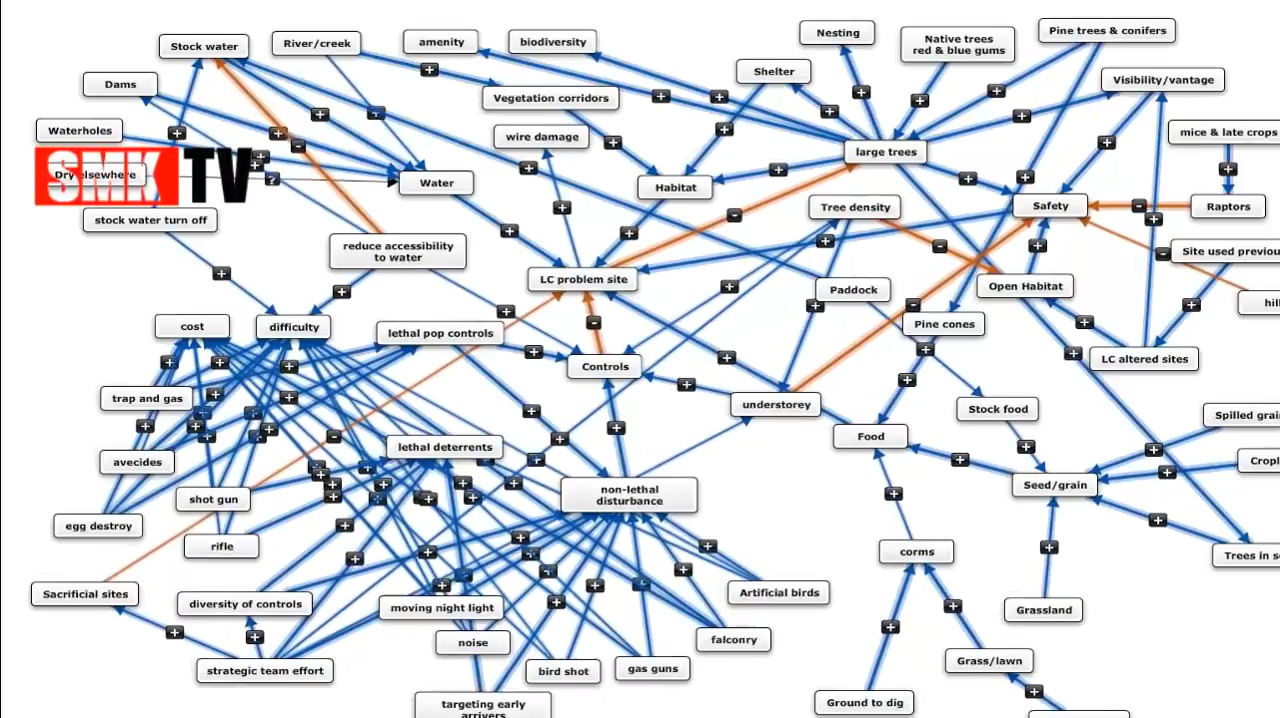 Stock water
River/creek
amenity
biodiversity
Nesting
Native trees
red & blue gums
Pine trees & conifers
Dams
Shelter
Visibility/vantage
Vegetation corridors
Waterholes
wire damage
mice & late crops
large trees
SMK TV
Dry elsewhere
Water
Habitat
Tree density
Safety
Raptors
stock water turn off
reduce accessibility
to water
Site used previou
LC problem site
Paddock
Open Habitat
hil
cost
difficulty
lethal pop controls
Pine cones
Controls
LC altered sites
trap and gas
understorey
Stock food
Spilled grai
Food
lethal deterrents
avecides
Cropl
Seed/grain
shot gun
non-lethal
disturbance
egg destroy
rifle
corms
Trees in s
Sacrificial sites
diversity of controls
moving night light
Artificial birds
Grassland
noise
falconry
strategic team effort
bird shot
gas guns
Grass/lawn
targeting early
arrivers
Ground to dig